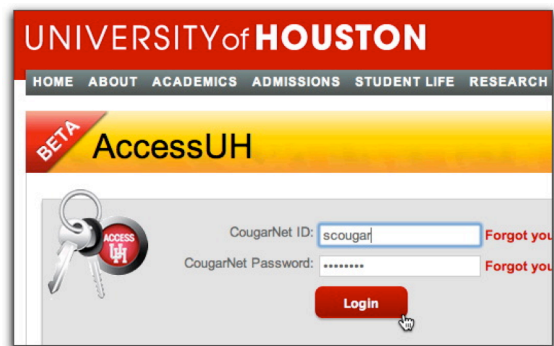 UNIVERSITY of HOUSTON
HOME ABOUT ACADEMICS ADMISSIONS STUDENT LIFE RESEARCH
BETA
AccessUH
ACCESS
UH
CougarNet ID: scougar Forgot you
CougarNet Password: •••••••• Forgot you
Login